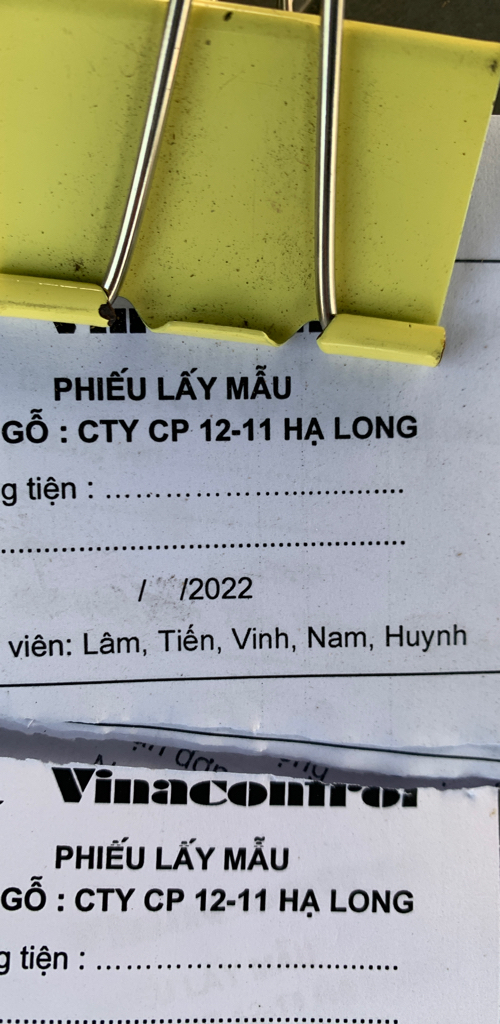 PHIẾU LẤY MẪU
GỖ : CTY CP 12-11 HẠ LONG
g tiện : ......................................
.......................................................
/ /2022
viên: Lâm, Tiến, Vinh, Nam, Huynh
Vinacontrol
PHIẾU LẤY MẪU
GỖ : CTY CP 12-11 HẠ LONG
g tiện : ......................................
.......................................................